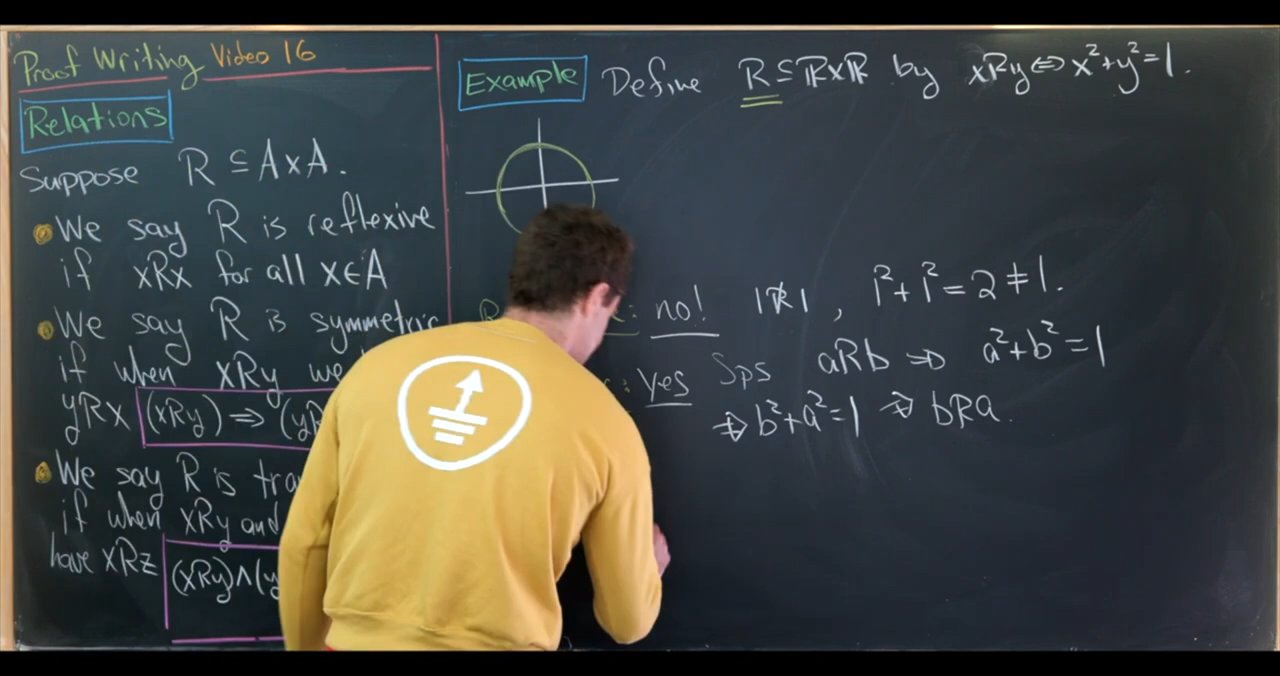 Proof Writing Video 16
Relations
Suppose R ⊆ A×A.
We say R is reflexive
if xRx for all x∈A
We say R is symmetric
if when xRy we
yRx (xRy) ⇒ (yR
We say R is
if when xRy and
have xRz (xRy)∧(y
Example Define R ⊆ ℝ×ℝ by xRy ⇔ x²+y²=1.
R : no! 1R̸1 , 1²+1²=2≠1.
: Yes Sps aRb ⇒ a²+b²=1
⇒ b²+a²=1 ⇒ bRa.